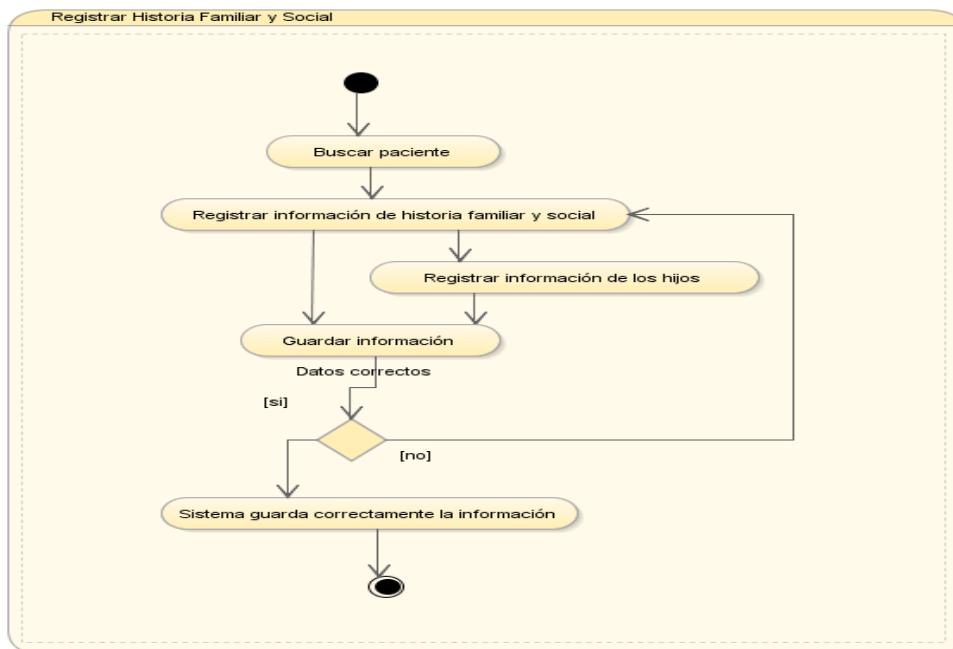 Registrar Historia Familiar y Social
Buscar paciente
Registrar información de historia familiar y social
Registrar información de los hijos
Guardar información
Datos correctos
[si]
[no]
Sistema guarda correctamente la información